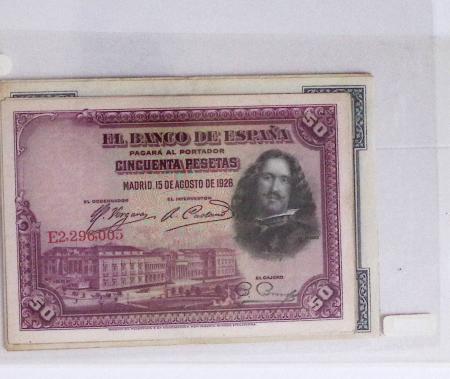 50
EL BANCO DE ESPAÑA
PAGARÁ AL PORTADOR
CINCUENTA PESETAS
MADRID, 15 DE AGOSTO DE 1928
EL GOBERNADOR
EL INTERVENTOR
E2,296,005
EL CAJERO
50
50